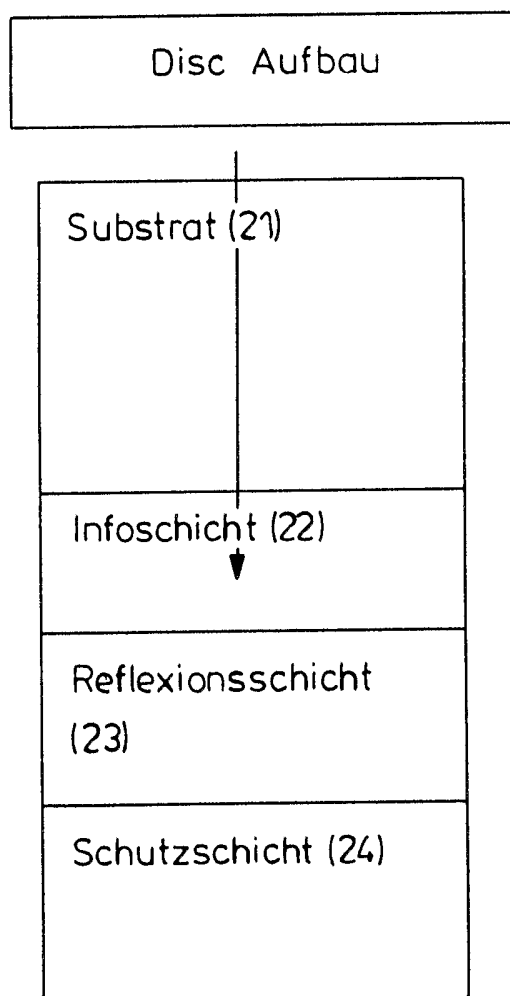 Disc Aufbau
Substrat (21)
Infoschicht (22)
Reflexionsschicht
(23)
Schutzschicht (24)